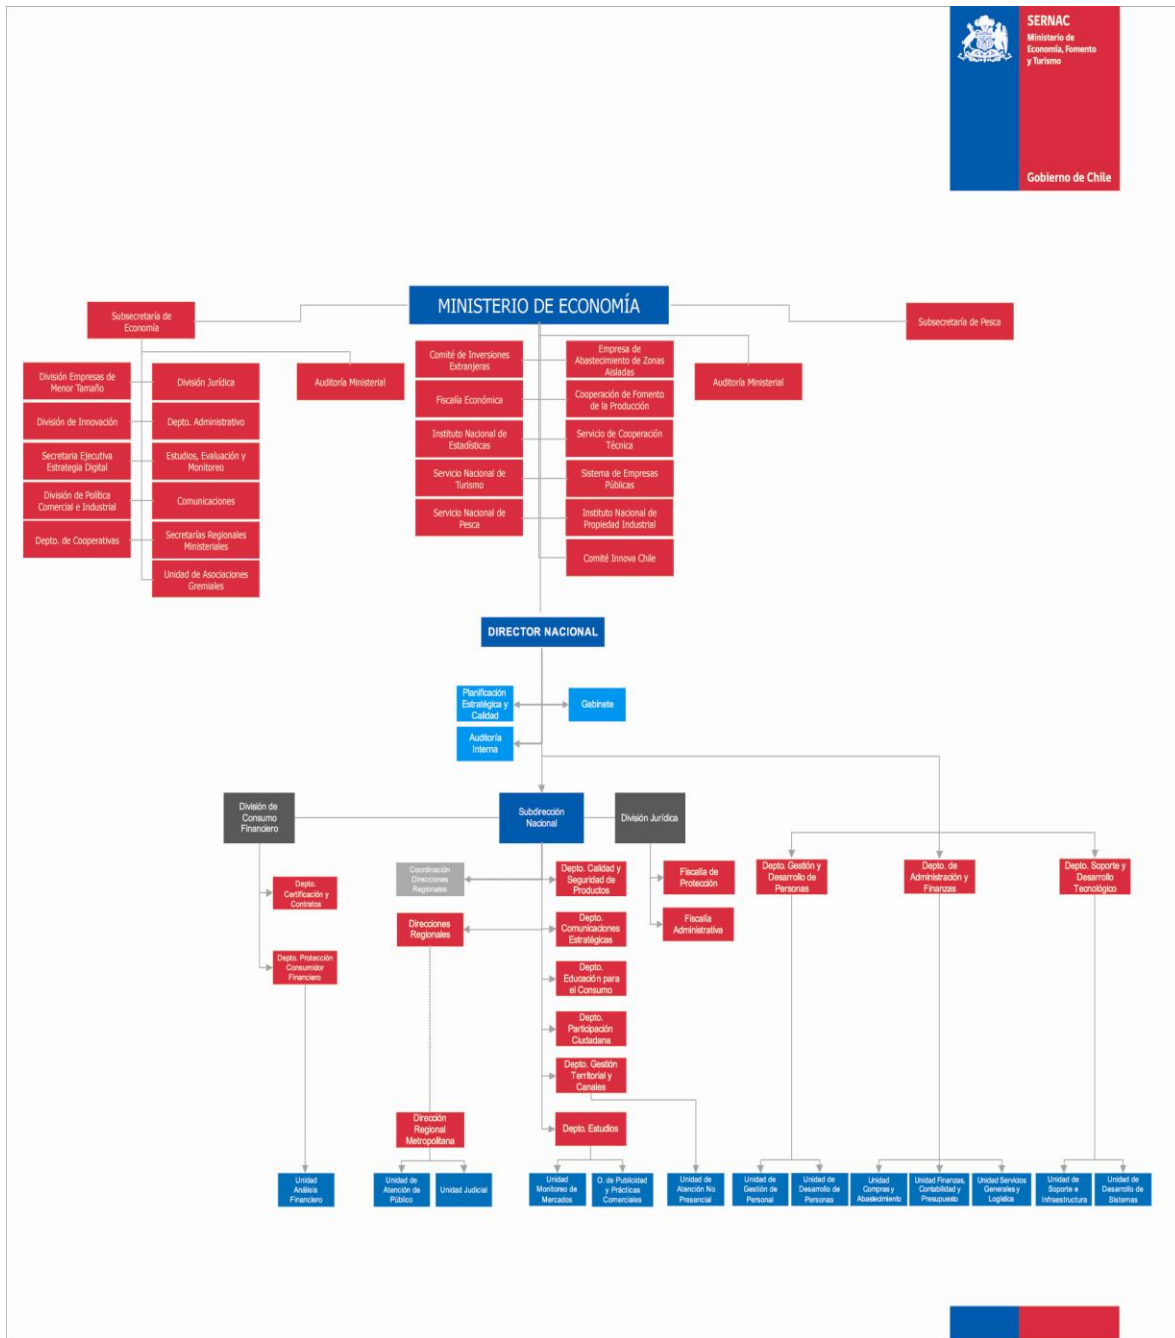 SERNAC
Ministerio de
Economía, Fomento
y Turismo
Gobierno de Chile
MINISTERIO DE ECONOMÍA
Subsecretaría de
Economía
Subsecretaría de Pesca
División Empresas de
Menor Tamaño
División Jurídica
Auditoría Ministerial
División de Innovación
Depto. Administrativo
Secretaria Ejecutiva
Estrategia Digital
Estudios, Evaluación y
Monitoreo
División de Política
Comercial e Industrial
Comunicaciones
Depto. de Cooperativas
Secretarías Regionales
Ministeriales
Unidad de Asociaciones
Gremiales
Comité de Inversiones
Extranjeras
Empresa de
Abastecimiento de Zonas
Aisladas
Auditoría Ministerial
Fiscalía Económica
Cooperación de Fomento
de la Producción
Instituto Nacional de
Estadísticas
Servicio de Cooperación
Técnica
Servicio Nacional de
Turismo
Sistema de Empresas
Públicas
Servicio Nacional de
Pesca
Instituto Nacional de
Propiedad Industrial
Comité Innova Chile
DIRECTOR NACIONAL
Planificación
Estratégica y
Calidad
Gabinete
Auditoría
Interna
División de
Consumo
Financiero
Subdirección
Nacional
División Jurídica
Depto.
Certificación y
Contratos
Depto. Protección
Consumidor
Financiero
Coordinación
Direcciones
Regionales
Direcciones
Regionales
Depto. Calidad y
Seguridad de
Productos
Depto.
Comunicaciones
Estratégicas
Depto.
Educación para
el Consumo
Depto.
Participación
Ciudadana
Depto. Gestión
Territorial y
Canales
Depto. Estudios
Fiscalía de
Protección
Fiscalía
Administrativa
Depto. Gestión y
Desarrollo de
Personas
Depto. de
Administración y
Finanzas
Depto. Soporte y
Desarrollo
Tecnológico
Dirección
Regional
Metropolitana
Unidad
Análisis
Financiero
Unidad de
Atención de
Público
Unidad Judicial
Unidad
Monitoreo de
Mercados
O. de Publicidad
y Prácticas
Comerciales
Unidad de
Atención No
Presencial
Unidad de
Gestión de
Personal
Unidad de
Desarrollo de
Personas
Unidad
Compras y
Abastecimiento
Unidad Finanzas,
Contabilidad y
Presupuesto
Unidad Servicios
Generales y
Logística
Unidad de
Soporte e
Infraestructura
Unidad de
Desarrollo de
Sistemas